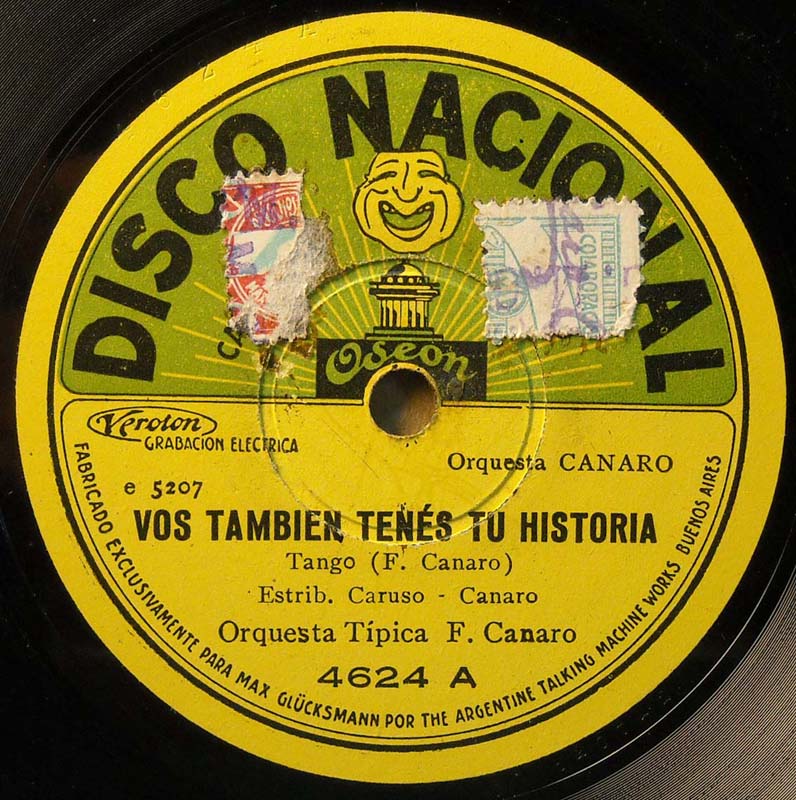 DISCO NACIONAL
Odeon
Veroton
GRABACION ELECTRICA
Orquesta CANARO
e 5207
VOS TAMBIEN TENÉS TU HISTORIA
Tango (F. Canaro)
Estrib. Caruso - Canaro
Orquesta Típica F. Canaro
4624 A
FABRICADO EXCLUSIVAMENTE PARA MAX GLÜCKSMANN POR THE ARGENTINE TALKING MACHINE WORKS BUENOS AIRES